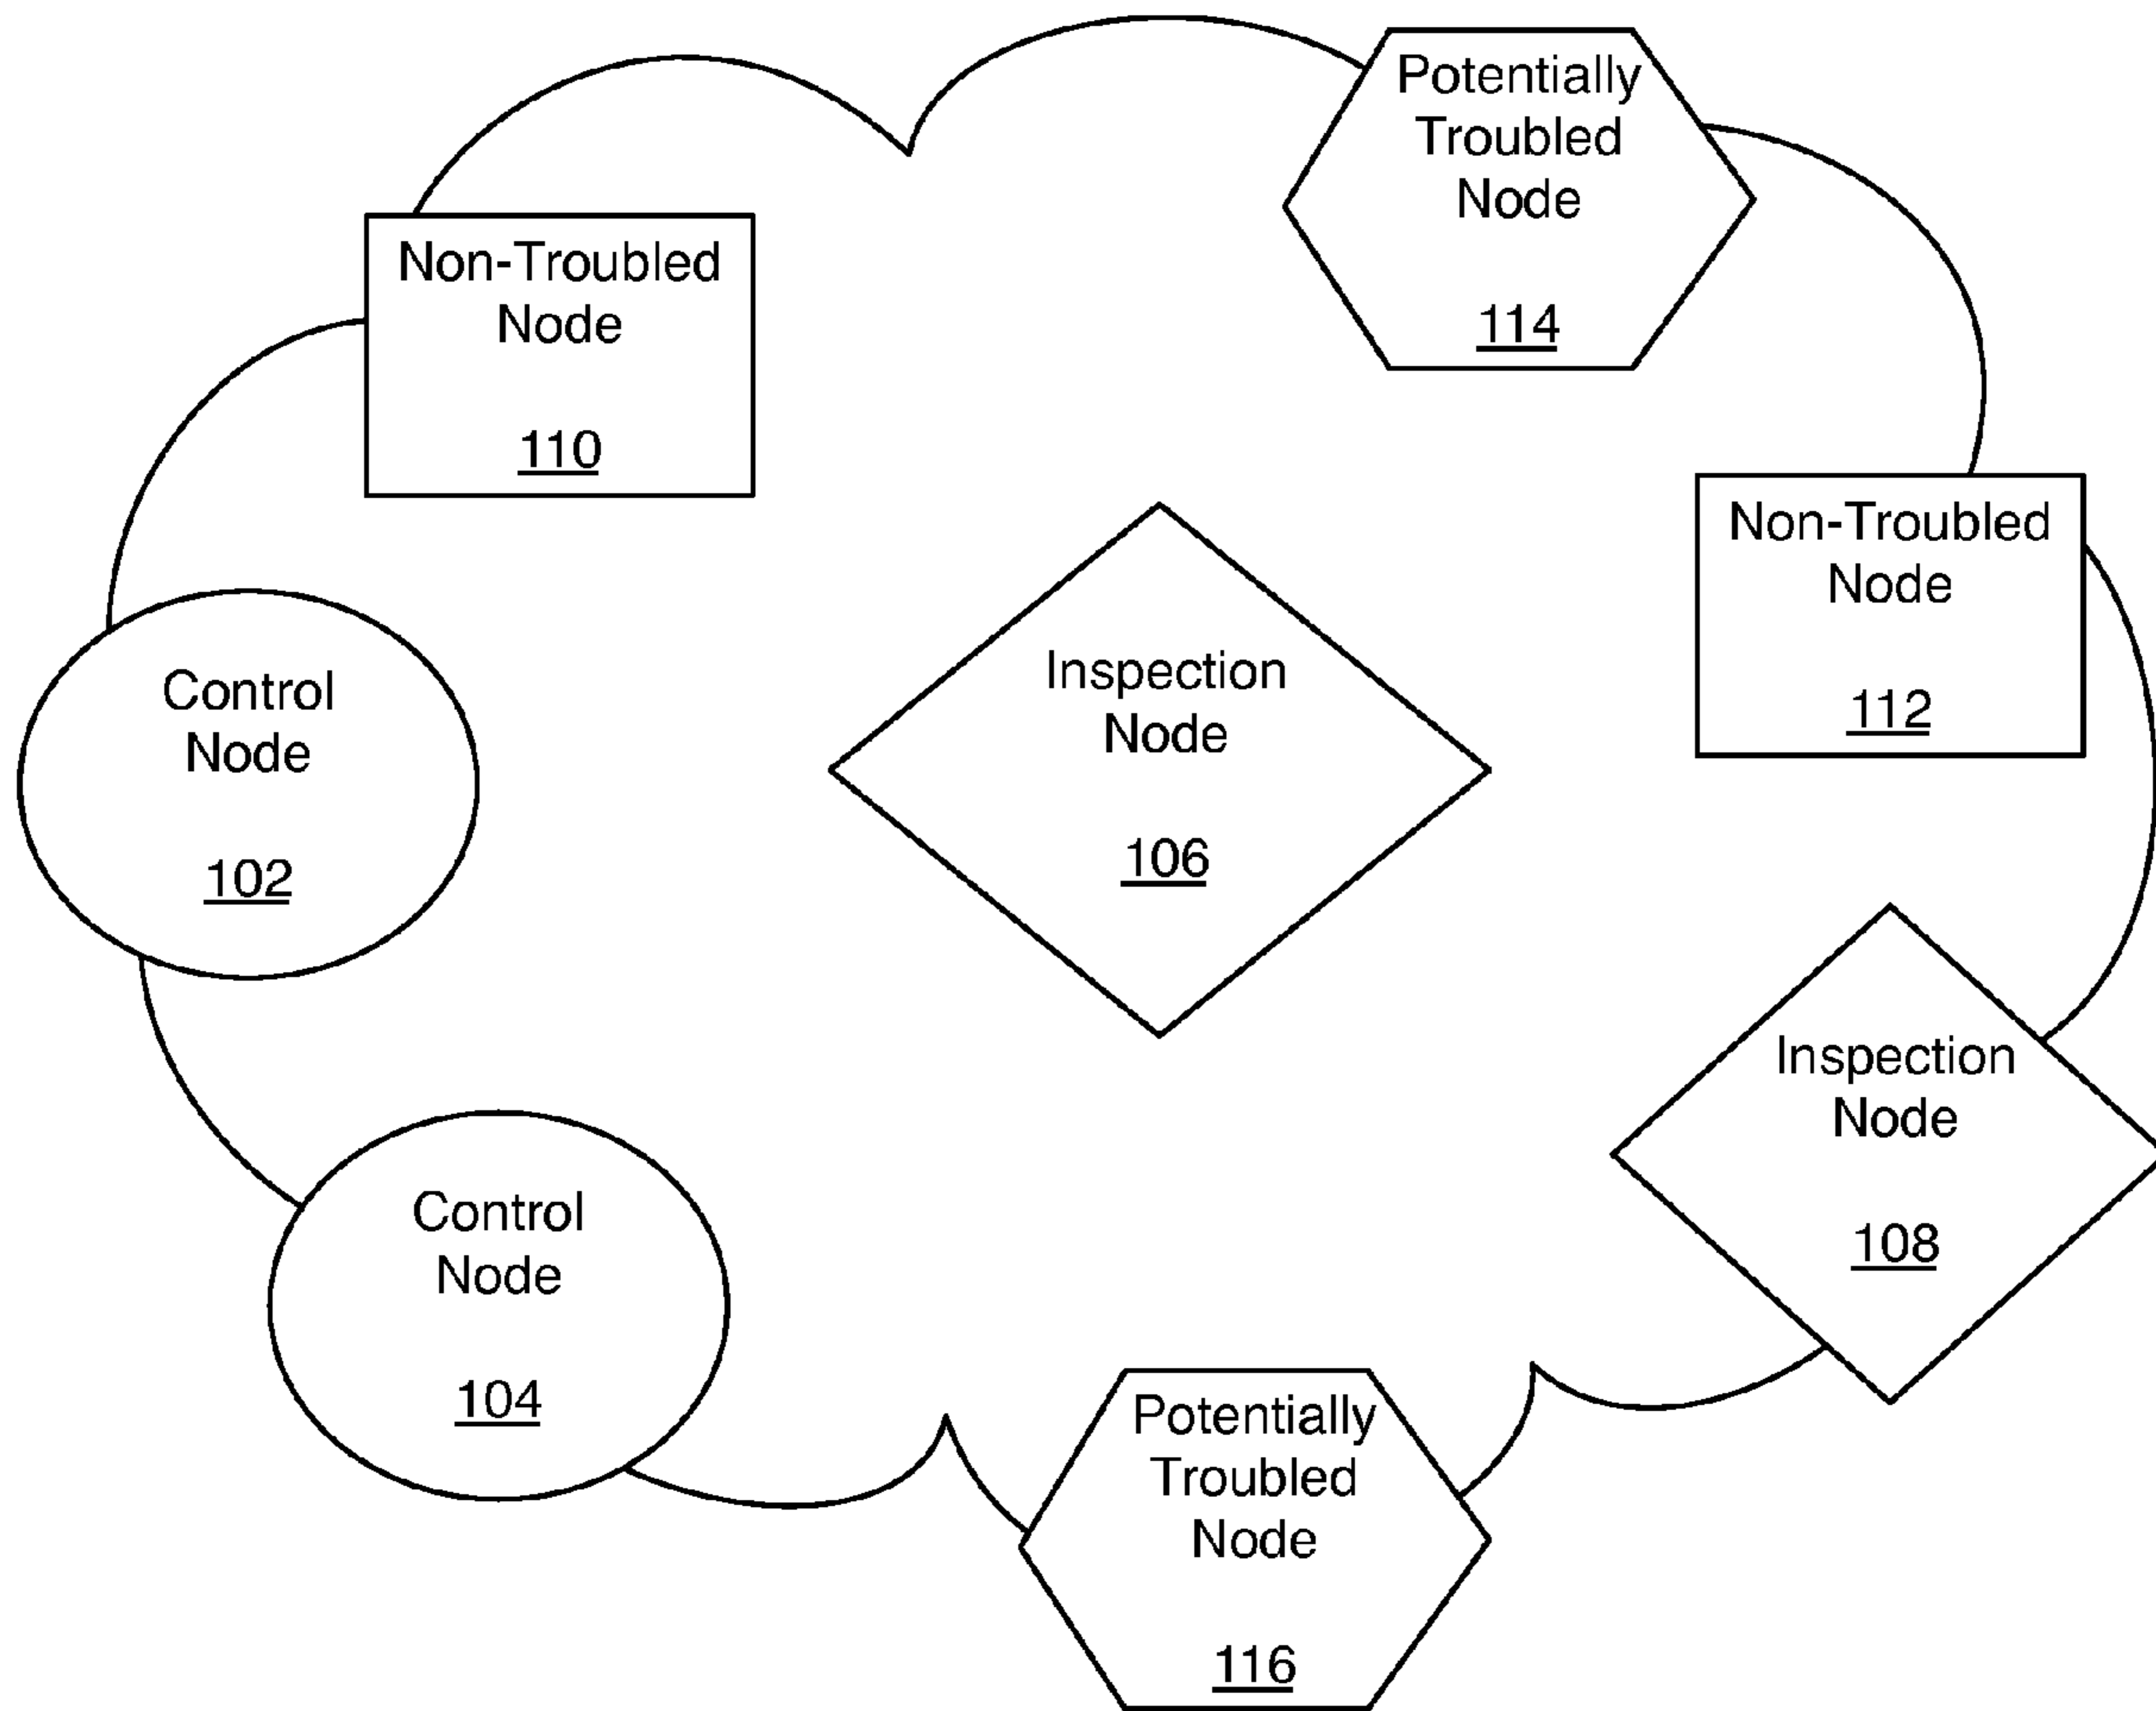 Potentially
Troubled
Node
114
Non-Troubled
Node
110
Non-Troubled
Node
112
Inspection
Node
106
Control
Node
102
Inspection
Node
108
Control
Node
104
Potentially
Troubled
Node
116